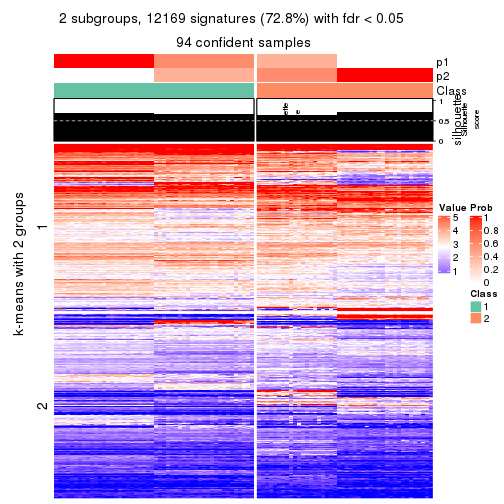 2 subgroups, 12169 signatures (72.8%) with fdr < 0.05
94 confident samples
p1
p2
Class
1
0.5
0
silhouette
Silhouette
score
k-means with 2 groups
1
2
Value
5
4
3
2
1
Prob
1
0.8
0.6
0.4
0.2
0
Class
1
2